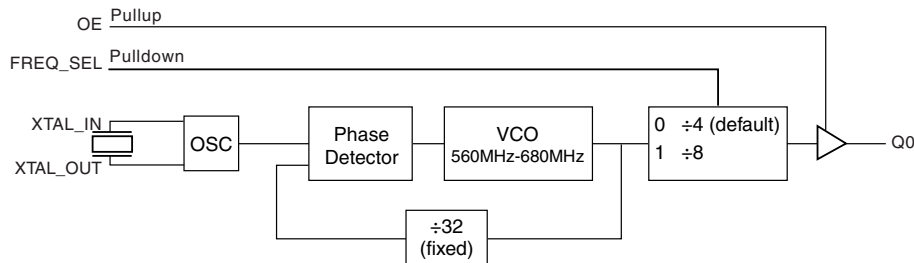 OE Pullup
FREQ_SEL Pulldown
XTAL_IN
XTAL_OUT
OSC
Phase
Detector
VCO
560MHz-680MHz
0 ÷4 (default)
1 ÷8
Q0
÷32
(fixed)